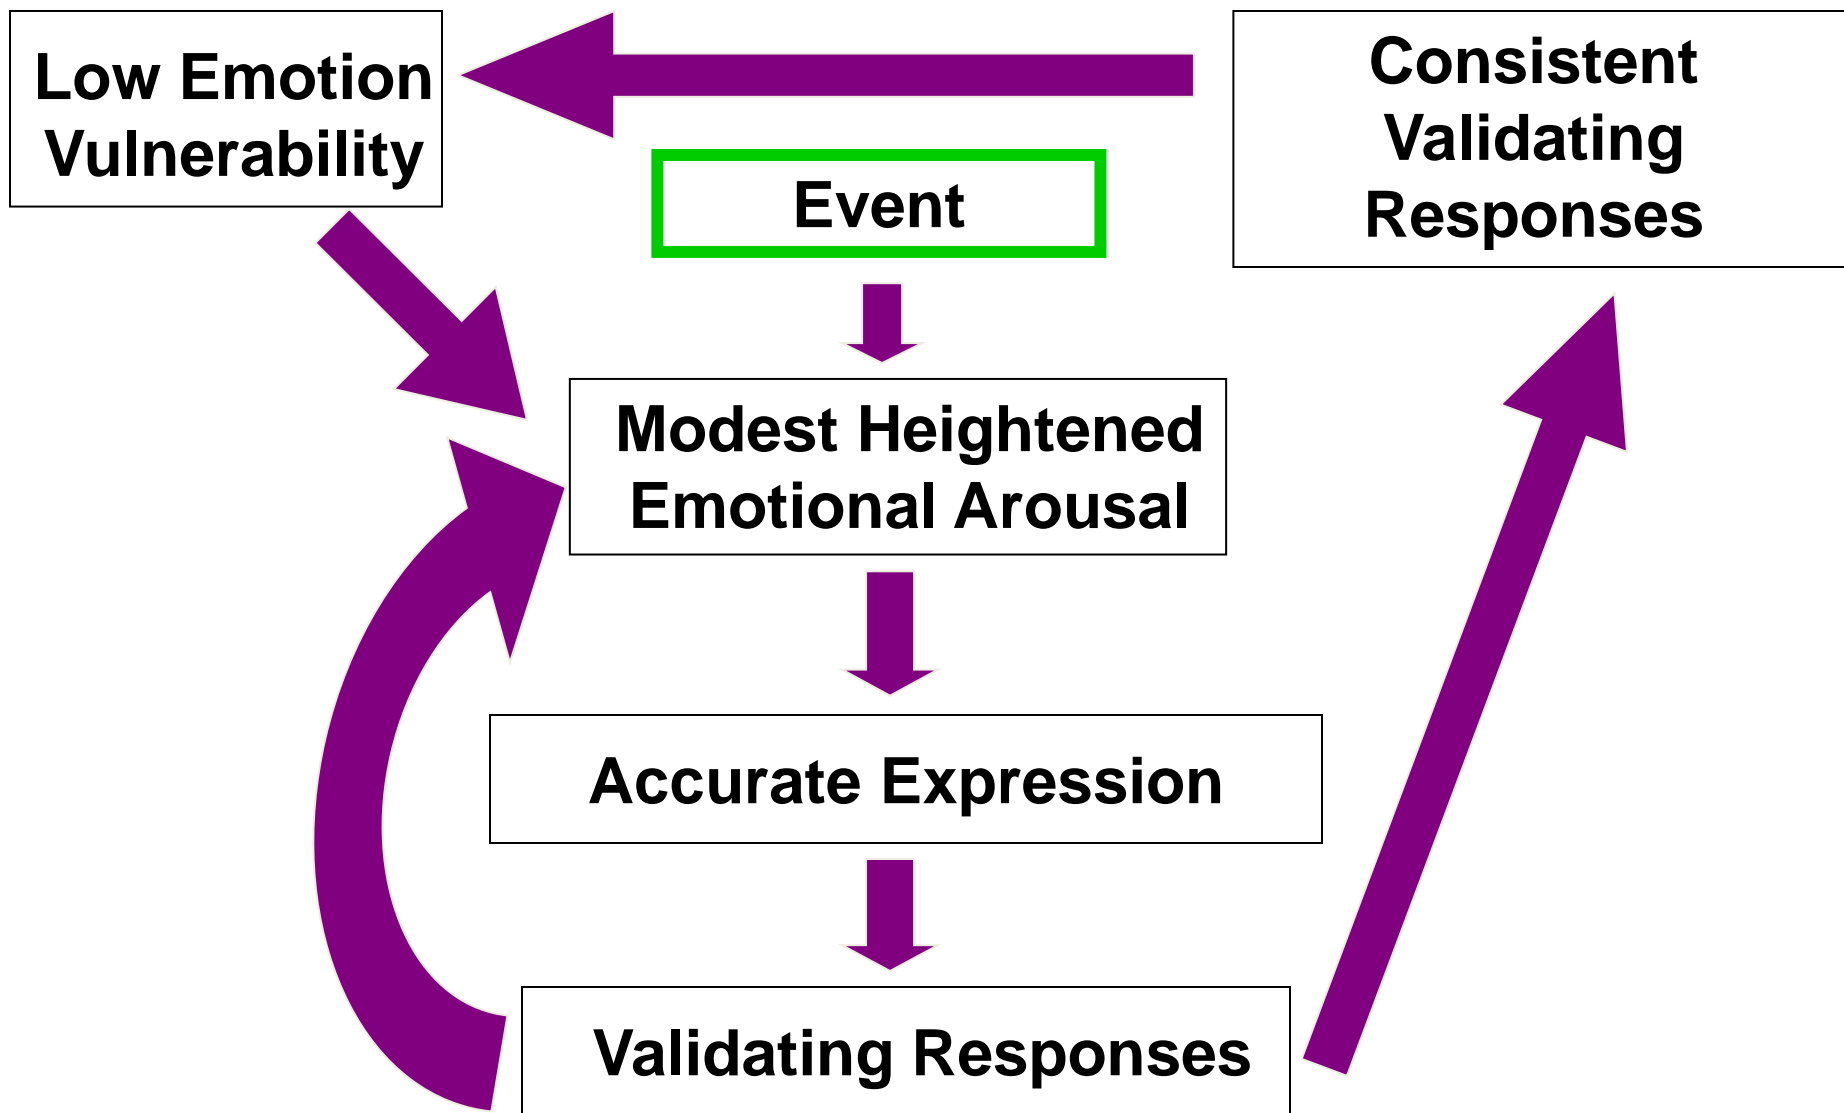 Low Emotion
Vulnerability
Consistent
Validating
Responses
Event
Modest Heightened
Emotional Arousal
Accurate Expression
Validating Responses